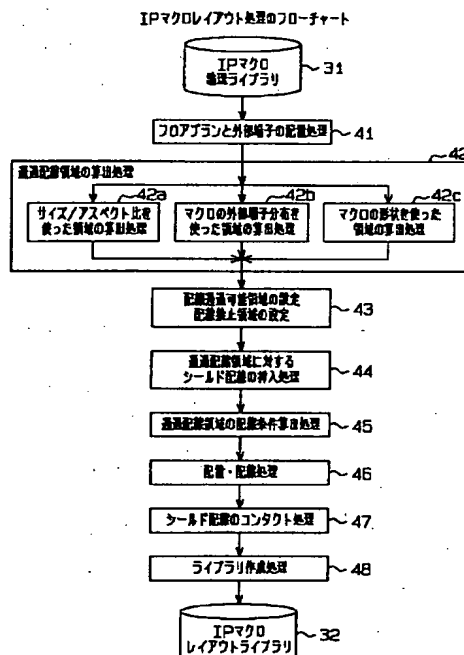 IPマクロレイアウト処理のフローチャート
IPマクロ
論理ライブラリ
31
フロアプランと外部端子の配置処理
41
42
通過配線領域の算出処理
42a
サイズ/アスペクト比を
使った領域の算出処理
42b
マクロの外部端子分布を
使った領域の算出処理
42c
マクロの形状を使った
領域の算出処理
配線通過可能領域の設定
配線禁止領域の設定
43
通過配線領域に対する
シールド配線の挿入処理
44
通過配線領域の配線条件算出処理
45
配置・配線処理
46
シールド配線のコンタクト処理
47
ライブラリ作成処理
48
IPマクロ
レイアウトライブラリ
32